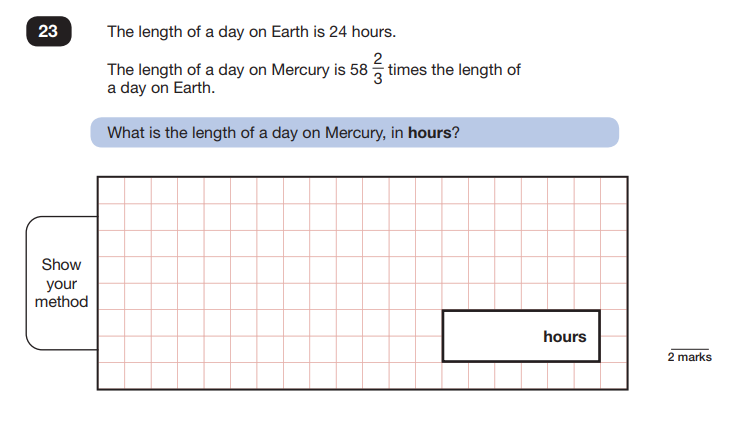 23
The length of a day on Earth is 24 hours.
The length of a day on Mercury is 58 2/3 times the length of
a day on Earth.
What is the length of a day on Mercury, in hours?
Show
your
method
hours
2 marks